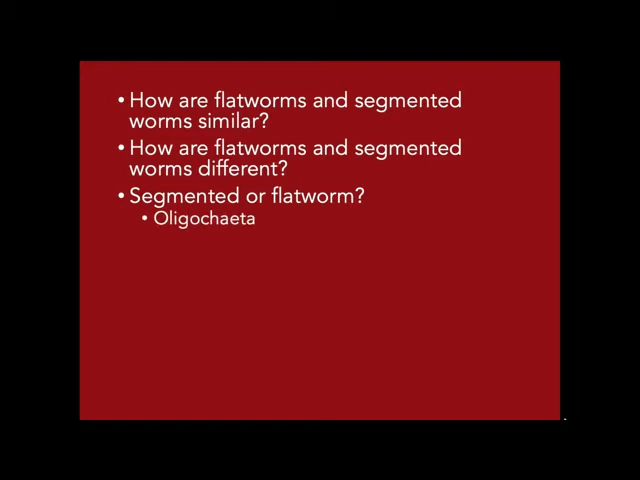 • How are flatworms and segmented
worms similar?
• How are flatworms and segmented
worms different?
• Segmented or flatworm?
• Oligochaeta